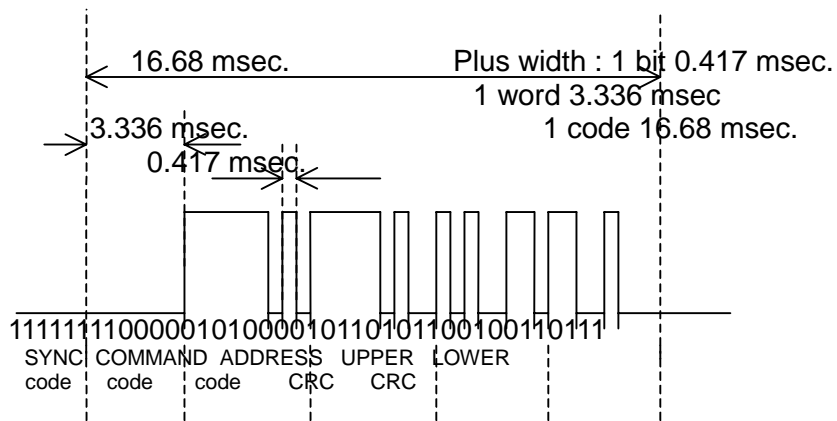 16.68 msec.
Plus width : 1 bit 0.417 msec.
1 word 3.336 msec
1 code 16.68 msec.
3.336 msec.
0.417 msec.
1111111100000101000010110101100100110111
SYNC COMMAND ADDRESS UPPER LOWER
code code code CRC CRC